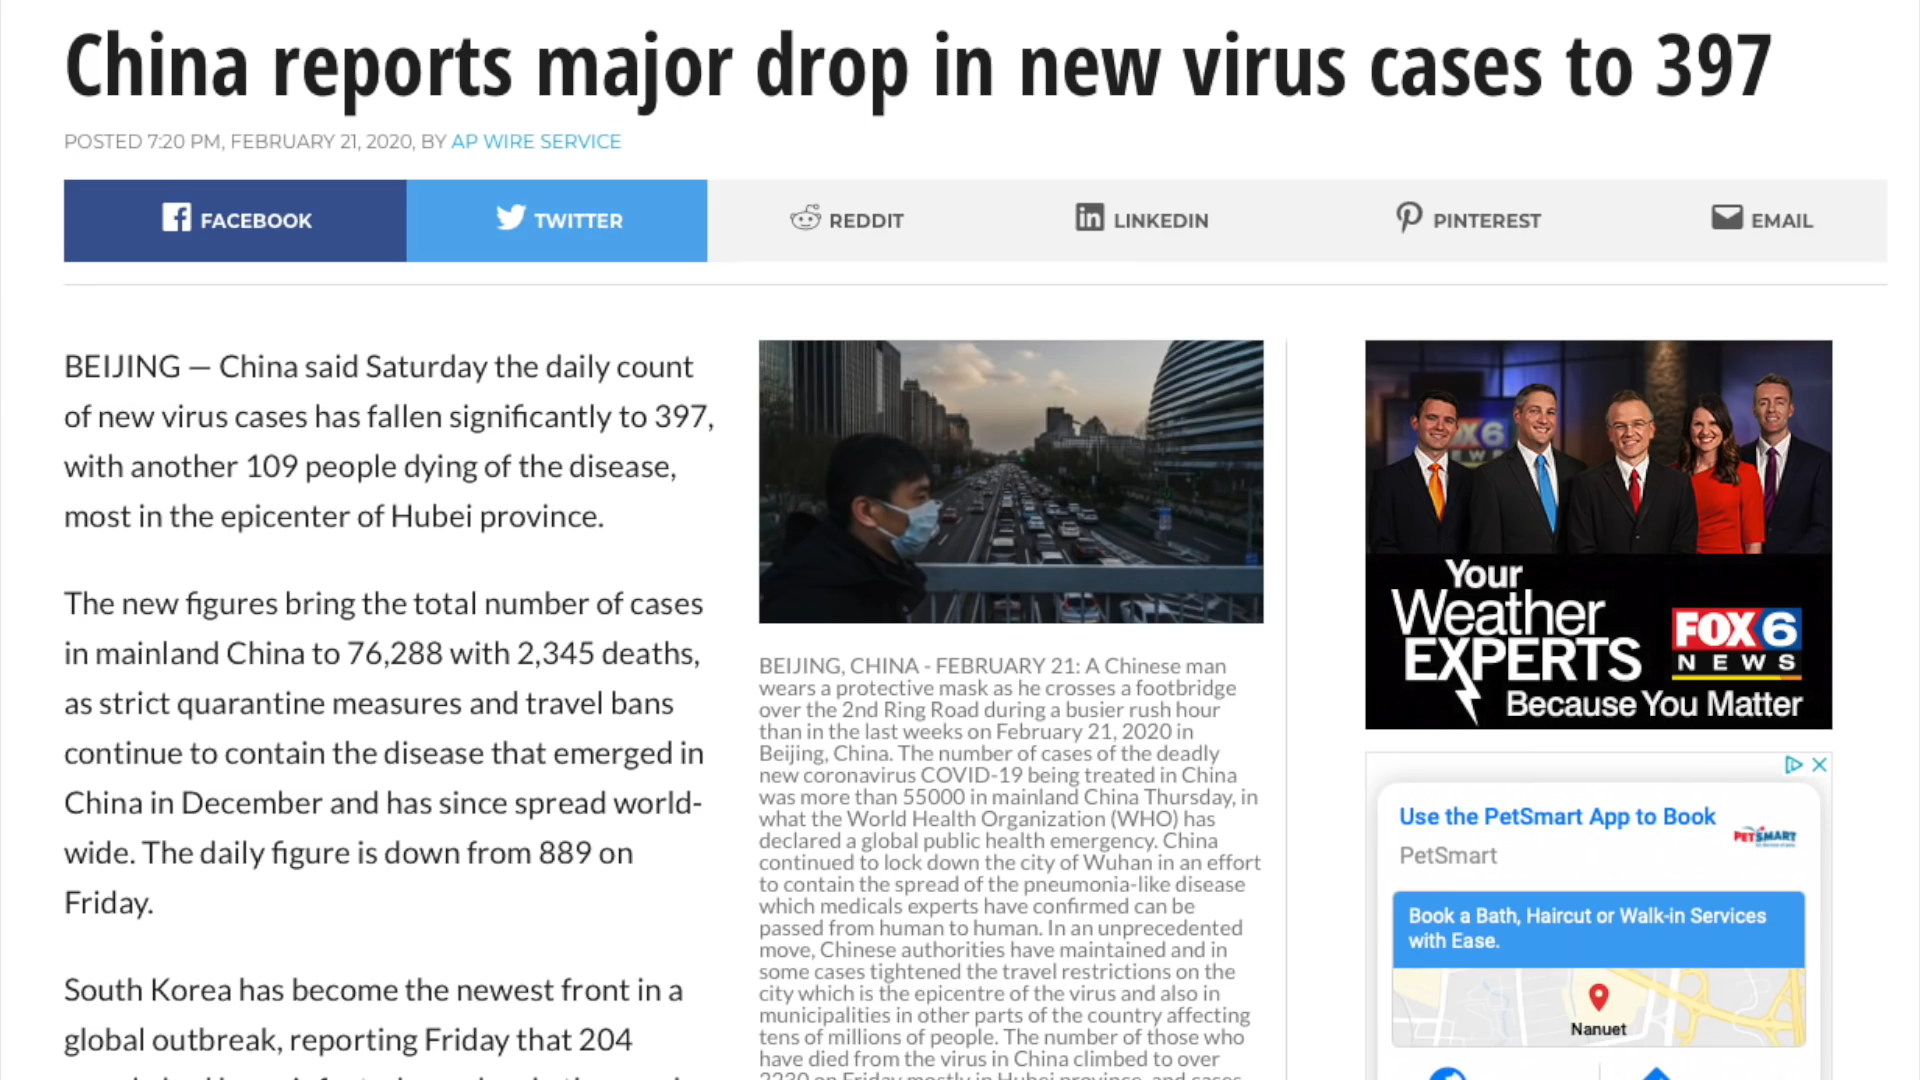 China reports major drop in new virus cases to 397
POSTED 7:20 PM, FEBRUARY 21, 2020, BY AP WIRE SERVICE
FACEBOOK
TWITTER
REDDIT
LINKEDIN
PINTEREST
EMAIL
BEIJING — China said Saturday the daily count
of new virus cases has fallen significantly to 397,
with another 109 people dying of the disease,
most in the epicenter of Hubei province.
The new figures bring the total number of cases
in mainland China to 76,288 with 2,345 deaths,
as strict quarantine measures and travel bans
continue to contain the disease that emerged in
China in December and has since spread world-
wide. The daily figure is down from 889 on
Friday.
South Korea has become the newest front in a
global outbreak, reporting Friday that 204
BEIJING, CHINA - FEBRUARY 21: A Chinese man
wears a protective mask as he crosses a footbridge
over the 2nd Ring Road during a busier rush hour
than in the last weeks on February 21, 2020 in
Beijing, China. The number of cases of the deadly
new coronavirus COVID-19 being treated in China
was more than 55000 in mainland China Thursday, in
what the World Health Organization (WHO) has
declared a global public health emergency. China
continued to lock down the city of Wuhan in an effort
to contain the spread of the pneumonia-like disease
which medicals experts have confirmed can be
passed from human to human. In an unprecedented
move, Chinese authorities have maintained and in
some cases tightened the travel restrictions on the
city which is the epicentre of the virus and also in
municipalities in other parts of the country affecting
tens of millions of people. The number of those who
have died from the virus in China climbed to over
2230 on Friday mostly in Hubei province, and cases
Your
Weather
EXPERTS
FOX 6
NEWS
Because You Matter
Use the PetSmart App to Book
PetSmart
PETSMART
Book a Bath, Haircut or Walk-in Services
with Ease.
Nanuet